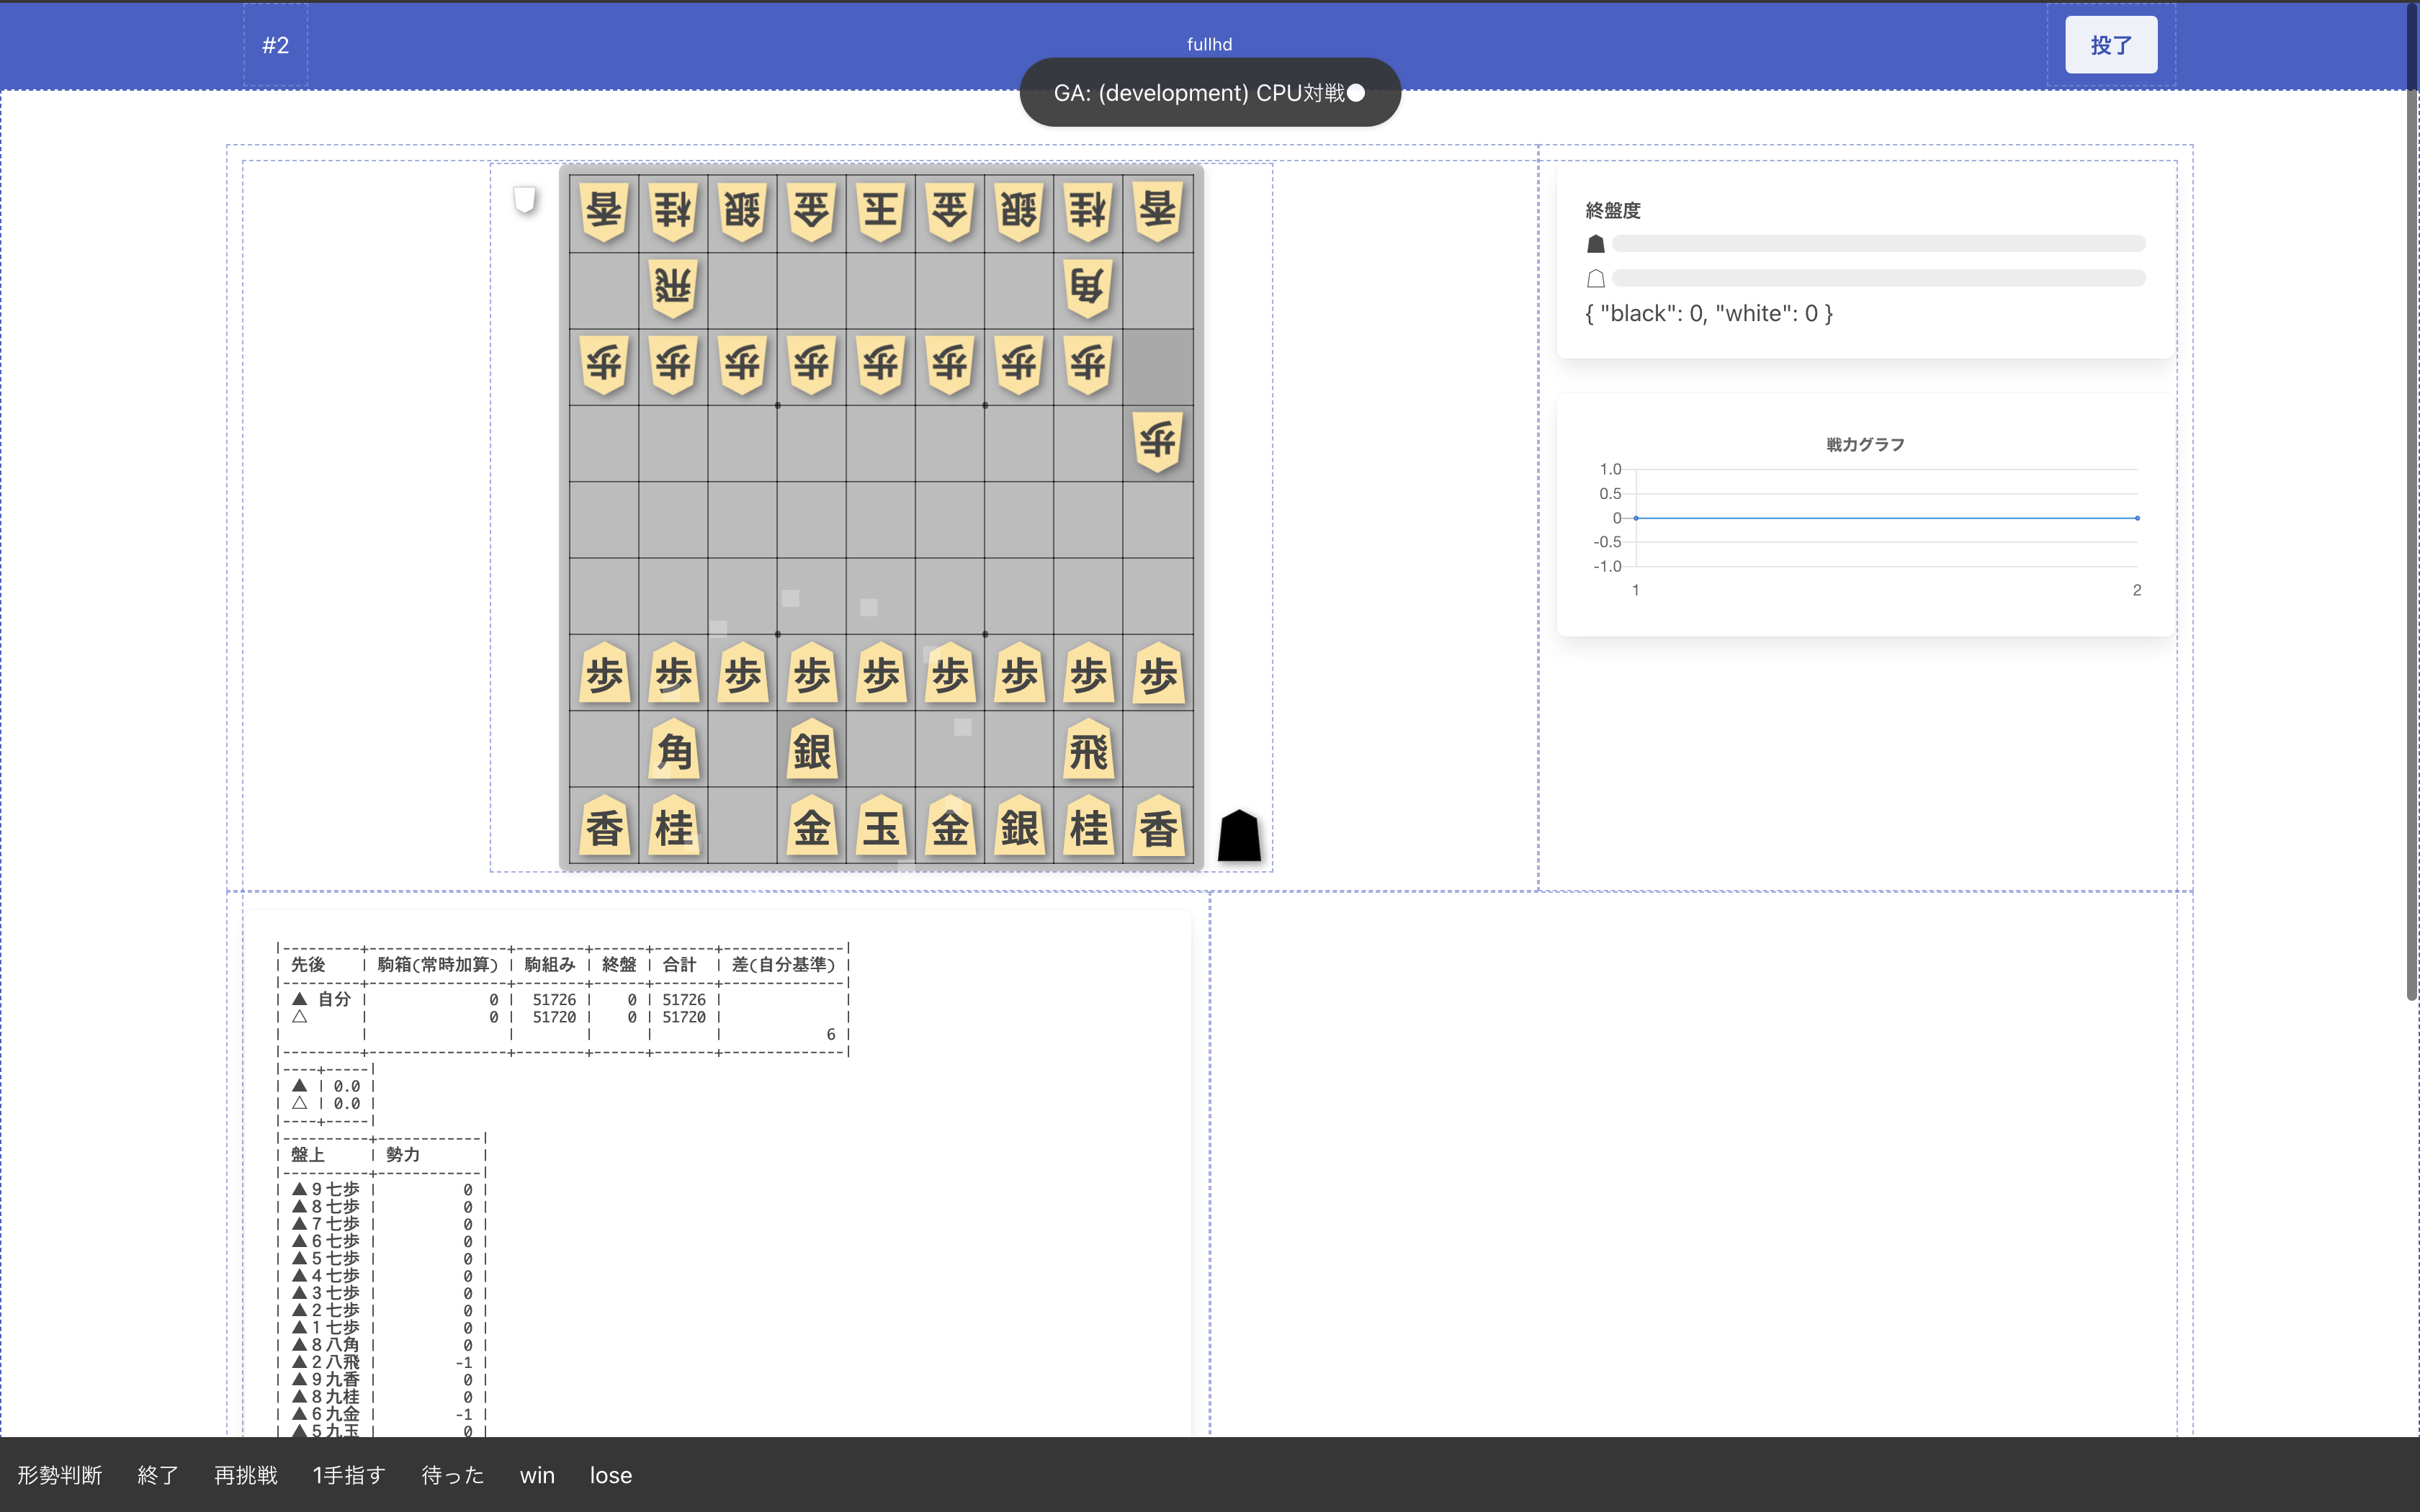 #2
fullhd
投了
GA: (development) CPU対戦●
香 桂 銀 金 玉 金 銀 桂 香
飛 角
歩 歩 歩 歩 歩 歩 歩 歩
歩
歩 歩 歩 歩 歩 歩 歩 歩 歩
角 銀 飛
香 桂 金 玉 金 銀 桂 香
終盤度
{ "black": 0, "white": 0 }
戦力グラフ
1.0
0.5
0
-0.5
-1.0
1 2
|---------+----------------+--------+------+-------+--------------|
| 先後 | 駒箱(常時加算) | 駒組み | 終盤 | 合計 | 差(自分基準) |
|---------+----------------+--------+------+-------+--------------|
| ▲ 自分 | 0 | 51726 | 0 | 51726 | |
| △ | 0 | 51720 | 0 | 51720 | |
| | | | | | 6 |
|---------+----------------+--------+------+-------+--------------|
|----+-----|
| ▲ | 0.0 |
| △ | 0.0 |
|----+-----|
|----------+------------|
| 盤上 | 勢力 |
|----------+------------|
| ▲9七歩 | 0 |
| ▲8七歩 | 0 |
| ▲7七歩 | 0 |
| ▲6七歩 | 0 |
| ▲5七歩 | 0 |
| ▲4七歩 | 0 |
| ▲3七歩 | 0 |
| ▲2七歩 | 0 |
| ▲1七歩 | 0 |
| ▲8八角 | 0 |
| ▲2八飛 | -1 |
| ▲9九香 | 0 |
| ▲8九桂 | 0 |
| ▲6九金 | -1 |
| ▲5九玉 | 0 |
形勢判断 終了 再挑戦 1手指す 待った win lose